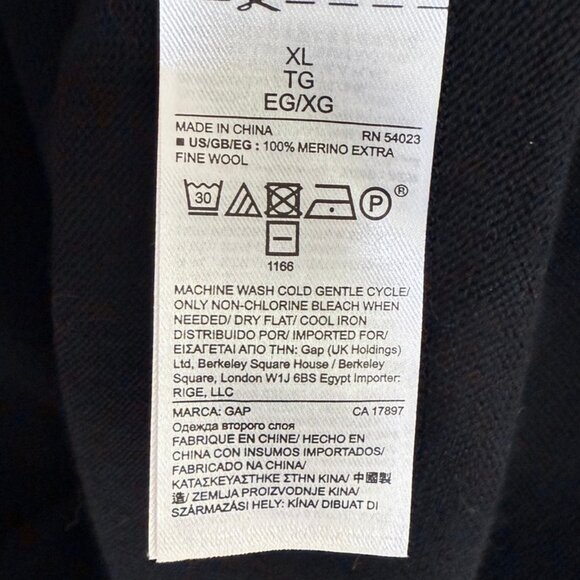 XL
TG
EG/XG
MADE IN CHINA RN 54023
■ US/GB/EG : 100% MERINO EXTRA
FINE WOOL
30 P ®
1166
MACHINE WASH COLD GENTLE CYCLE/
ONLY NON-CHLORINE BLEACH WHEN
NEEDED/ DRY FLAT/ COOL IRON
DISTRIBUTED FOR/ IMPORTED FOR/
ΕΙΣΑΓΕΤΑΙ ΑΠΟ ΤΗΝ: Gap (UK Holdings)
Ltd, Berkeley Square House / Berkeley
Square, London W1J 6BS Egypt Importer:
RIGE, LLC
MARCA: GAP CA 17897
Одежда второго слоя
FABRIQUE EN CHINE/ HECHO EN
CHINA CON INSUMOS IMPORTADOS/
FABRICADO NA CHINA/
ΚΑΤΑΣΚΕΥΑΣΤΗΚΕ ΣΤΗΝ ΚΙΝΑ/ 中國製
造/ ZEMLJA PROIZVODNJE KINA/
SZÁRMAZÁSI HELY: KÍNA/ DIBUAT DI